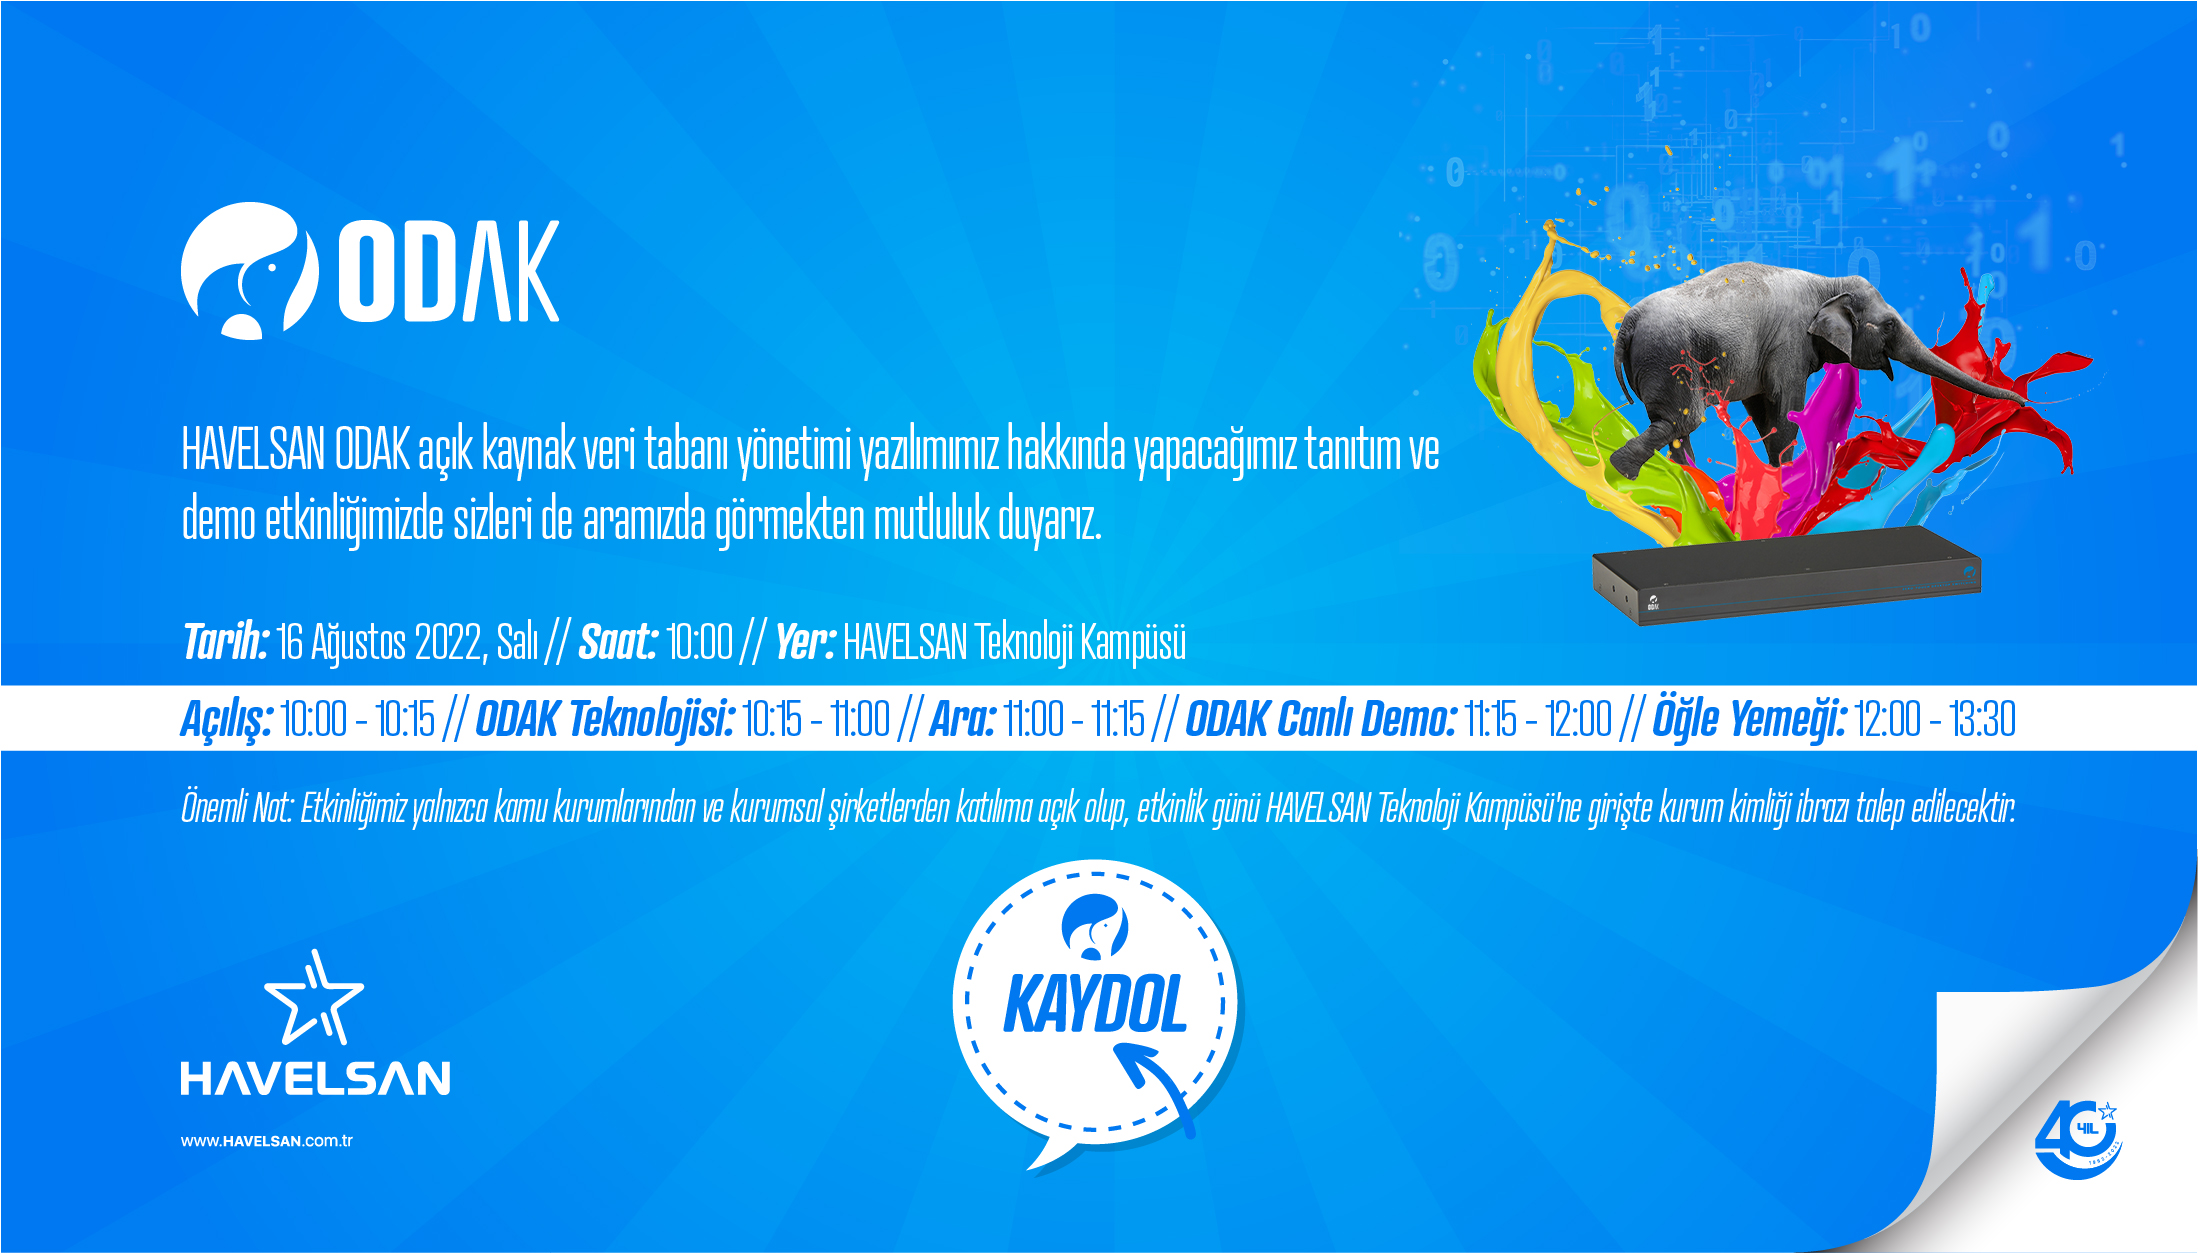 ODAK
HAVELSAN ODAK açık kaynak veri tabanı yönetimi yazılımımız hakkında yapacağımız tanıtım ve
demo etkinliğimizde sizleri de aramızda görmekten mutluluk duyarız.
ODAK
Tarih: 16 Ağustos 2022, Salı // Saat: 10:00 // Yer: HAVELSAN Teknoloji Kampüsü
Açılış: 10:00 - 10:15 // ODAK Teknolojisi: 10:15 - 11:00 // Ara: 11:00 - 11:15 // ODAK Canlı Demo: 11:15 - 12:00 // Öğle Yemeği: 12:00 - 13:30
Önemli Not: Etkinliğimiz yalnızca kamu kurumlarından ve kurumsal şirketlerden katılıma açık olup, etkinlik günü HAVELSAN Teknoloji Kampüsü'ne girişte kurum kimliği ibrazı talep edilecektir.
KAYDOL
HAVELSAN
www.HAVELSAN.com.tr
40
YIL